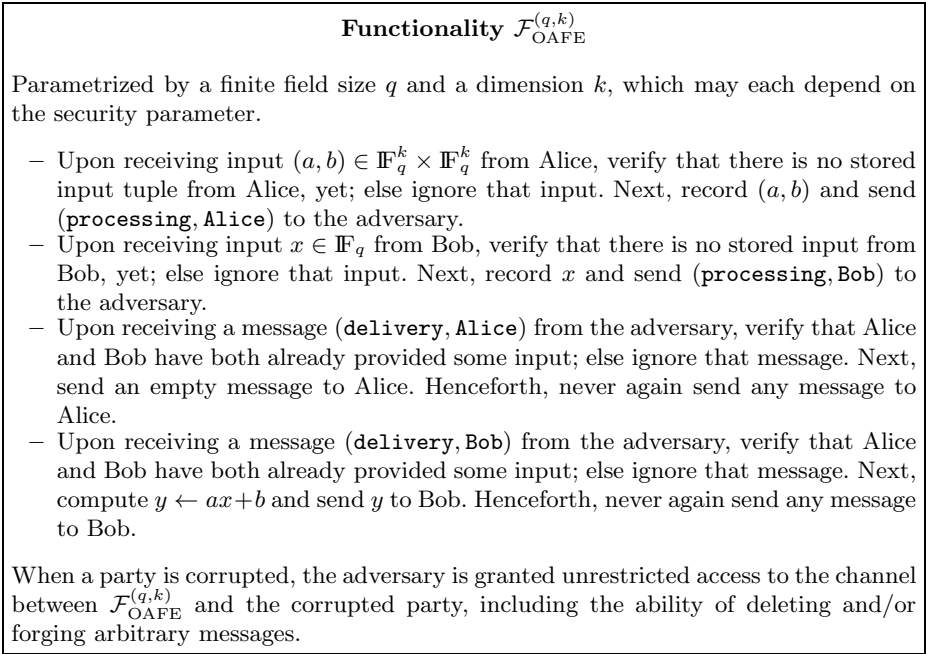 Functionality $\mathcal{F}_{\mathrm{OAFE}}^{(q,k)}$
Parametrized by a finite field size $q$ and a dimension $k$, which may each depend on
the security parameter.
– Upon receiving input $(a, b) \in \mathbb{F}_q^k \times \mathbb{F}_q^k$ from Alice, verify that there is no stored
input tuple from Alice, yet; else ignore that input. Next, record $(a, b)$ and send
(processing, Alice) to the adversary.
– Upon receiving input $x \in \mathbb{F}_q$ from Bob, verify that there is no stored input from
Bob, yet; else ignore that input. Next, record $x$ and send (processing, Bob) to
the adversary.
– Upon receiving a message (delivery, Alice) from the adversary, verify that Alice
and Bob have both already provided some input; else ignore that message. Next,
send an empty message to Alice. Henceforth, never again send any message to
Alice.
– Upon receiving a message (delivery, Bob) from the adversary, verify that Alice
and Bob have both already provided some input; else ignore that message. Next,
compute $y \leftarrow ax+b$ and send $y$ to Bob. Henceforth, never again send any message
to Bob.
When a party is corrupted, the adversary is granted unrestricted access to the channel
between $\mathcal{F}_{\mathrm{OAFE}}^{(q,k)}$ and the corrupted party, including the ability of deleting and/or
forging arbitrary messages.